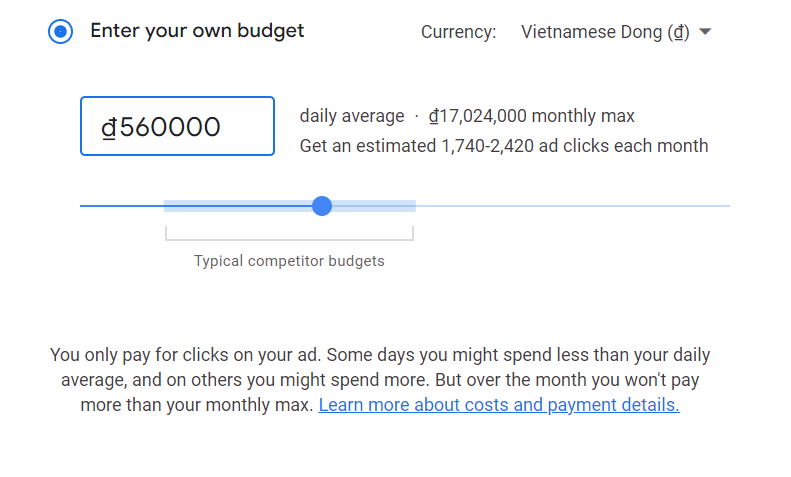 Enter your own budget
Currency: Vietnamese Dong (₫)
₫560000
daily average · ₫17,024,000 monthly max
Get an estimated 1,740-2,420 ad clicks each month
Typical competitor budgets
You only pay for clicks on your ad. Some days you might spend less than your daily
average, and on others you might spend more. But over the month you won't pay
more than your monthly max. Learn more about costs and payment details.